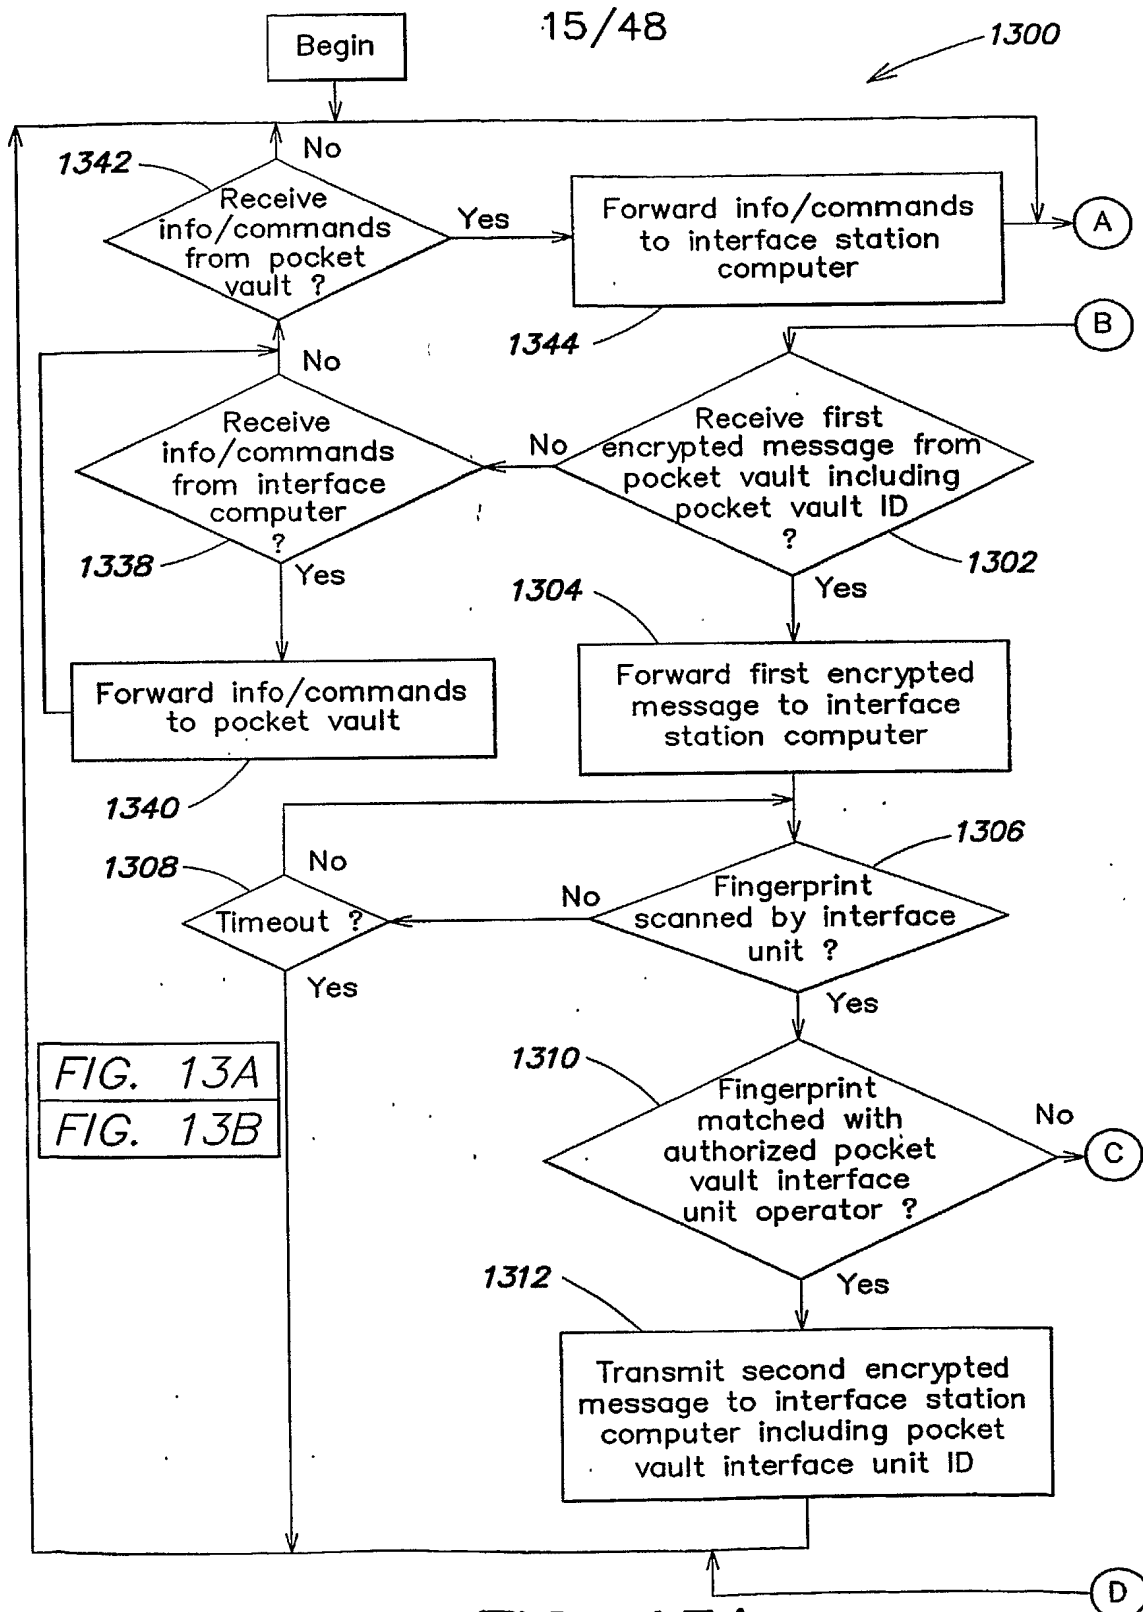 15/48
1300
Begin
No
1342
Receive
info/commands
from pocket
vault ?
Yes
Forward info/commands
to interface station
computer
1344
A
B
No
Receive
info/commands
from interface
computer
?
1338
Yes
No
Receive first
encrypted message from
pocket vault including
pocket vault ID
?
1302
Yes
1304
Forward info/commands
to pocket vault
1340
Forward first encrypted
message to interface
station computer
1308
No
Timeout ?
Yes
No
1306
Fingerprint
scanned by interface
unit ?
Yes
FIG. 13A
FIG. 13B
1310
Fingerprint
matched with
authorized pocket
vault interface
unit operator ?
No
C
Yes
1312
Transmit second encrypted
message to interface station
computer including pocket
vault interface unit ID
D